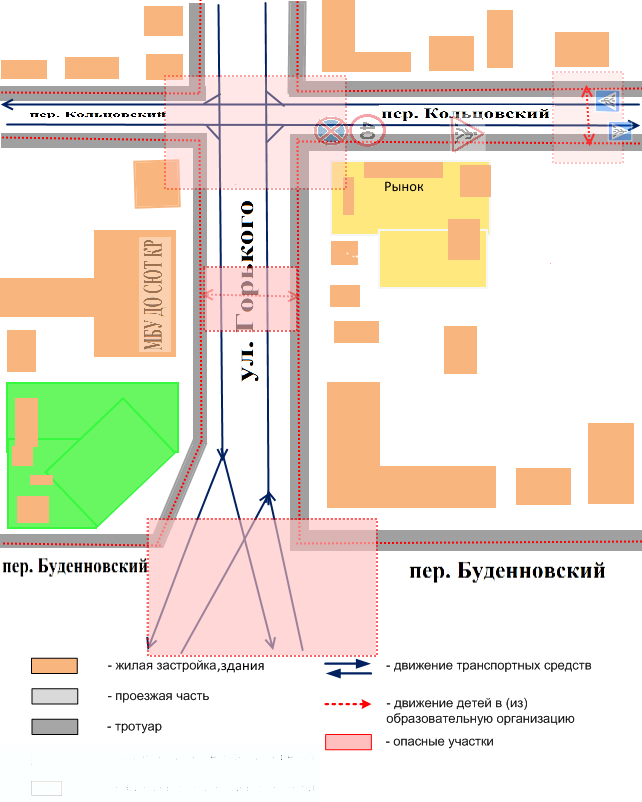 пер. Кольцовский
пер. Кольцовский
40
Рынок
ул. Горького
МБУ ДО СЮТ КР
пер. Буденновский
пер. Буденновский
- жилая застройка,здания
- проезжая часть
- тротуар
- движение транспортных средств
- движение детей в (из)
образовательную организацию
- опасные участки